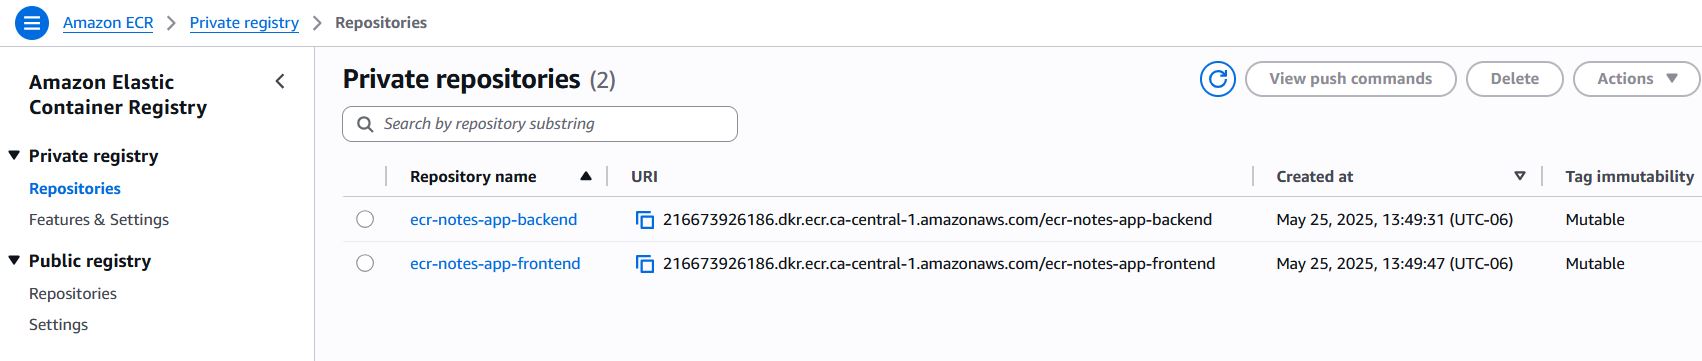 Amazon ECR > Private registry > Repositories
Amazon Elastic
Container Registry
Private registry
Repositories
Features & Settings
Public registry
Repositories
Settings
Private repositories (2)
View push commands
Delete
Actions
Search by repository substring
Repository name URI Created at Tag immutability
ecr-notes-app-backend 216673926186.dkr.ecr.ca-central-1.amazonaws.com/ecr-notes-app-backend May 25, 2025, 13:49:31 (UTC-06) Mutable
ecr-notes-app-frontend 216673926186.dkr.ecr.ca-central-1.amazonaws.com/ecr-notes-app-frontend May 25, 2025, 13:49:47 (UTC-06) Mutable